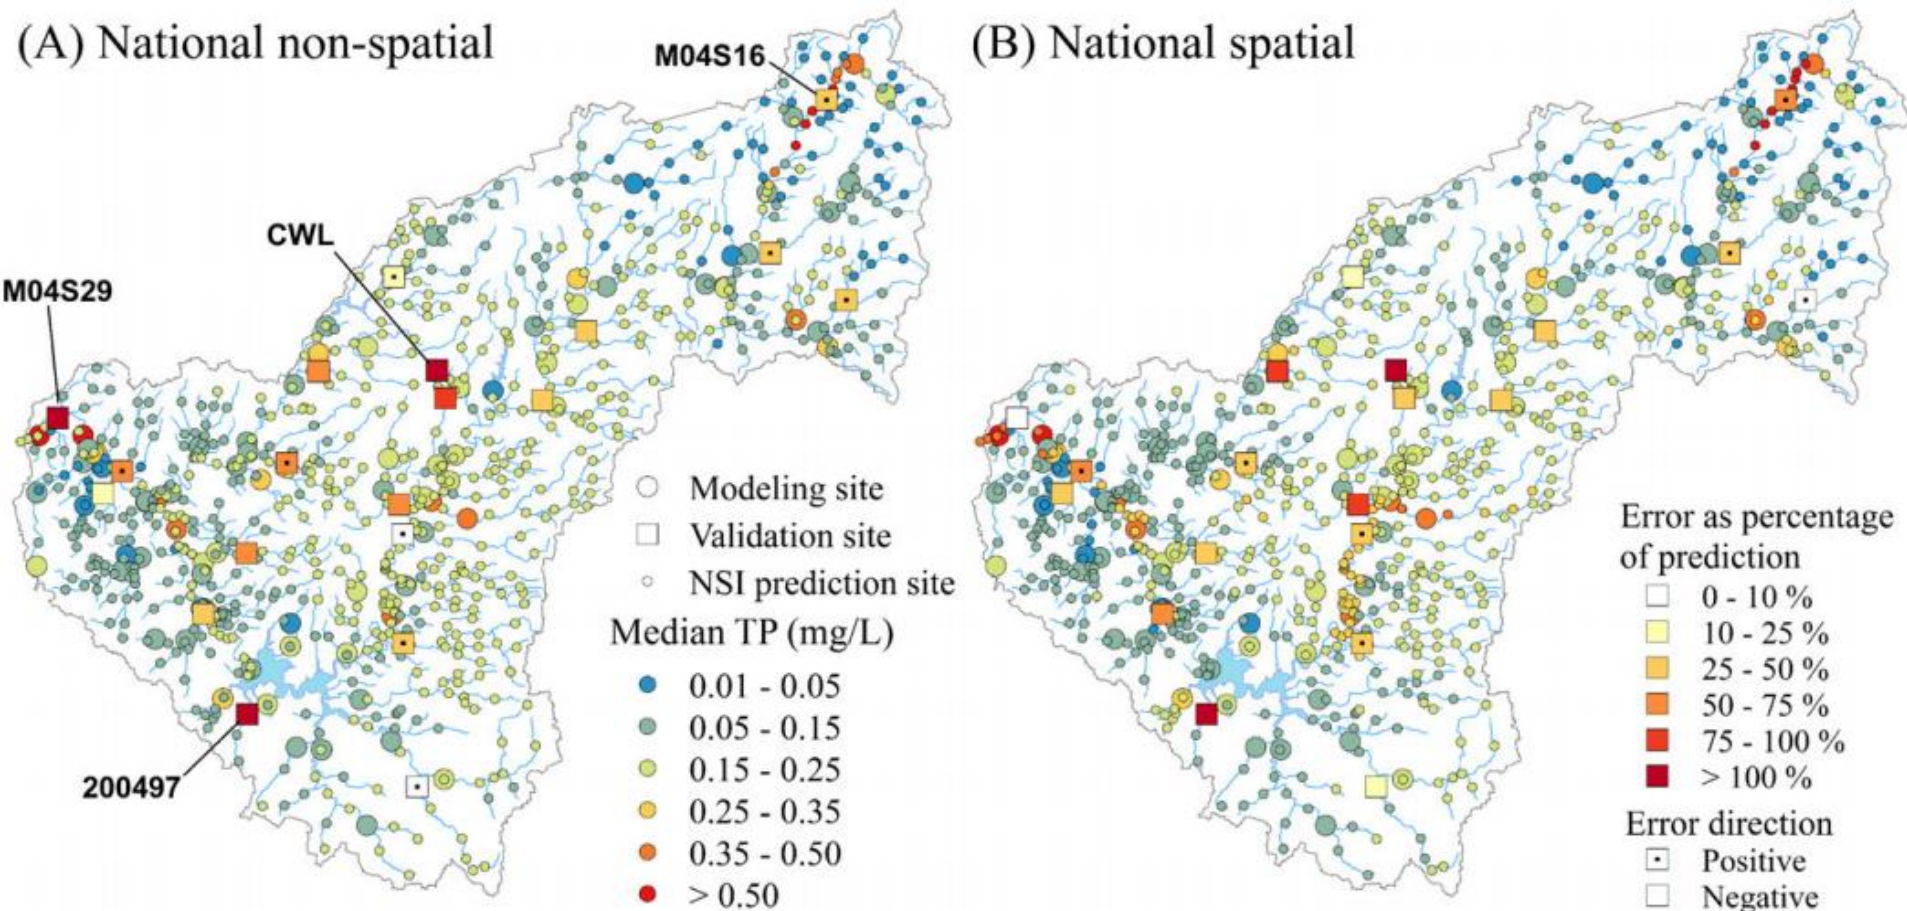 (A) National non-spatial
M04S16
(B) National spatial
CWL
M04S29
Modeling site
Validation site
NSI prediction site
Median TP (mg/L)
0.01 - 0.05
0.05 - 0.15
0.15 - 0.25
0.25 - 0.35
0.35 - 0.50
> 0.50
200497
Error as percentage
of prediction
0 - 10 %
10 - 25 %
25 - 50 %
50 - 75 %
75 - 100 %
> 100 %
Error direction
Positive
Negative